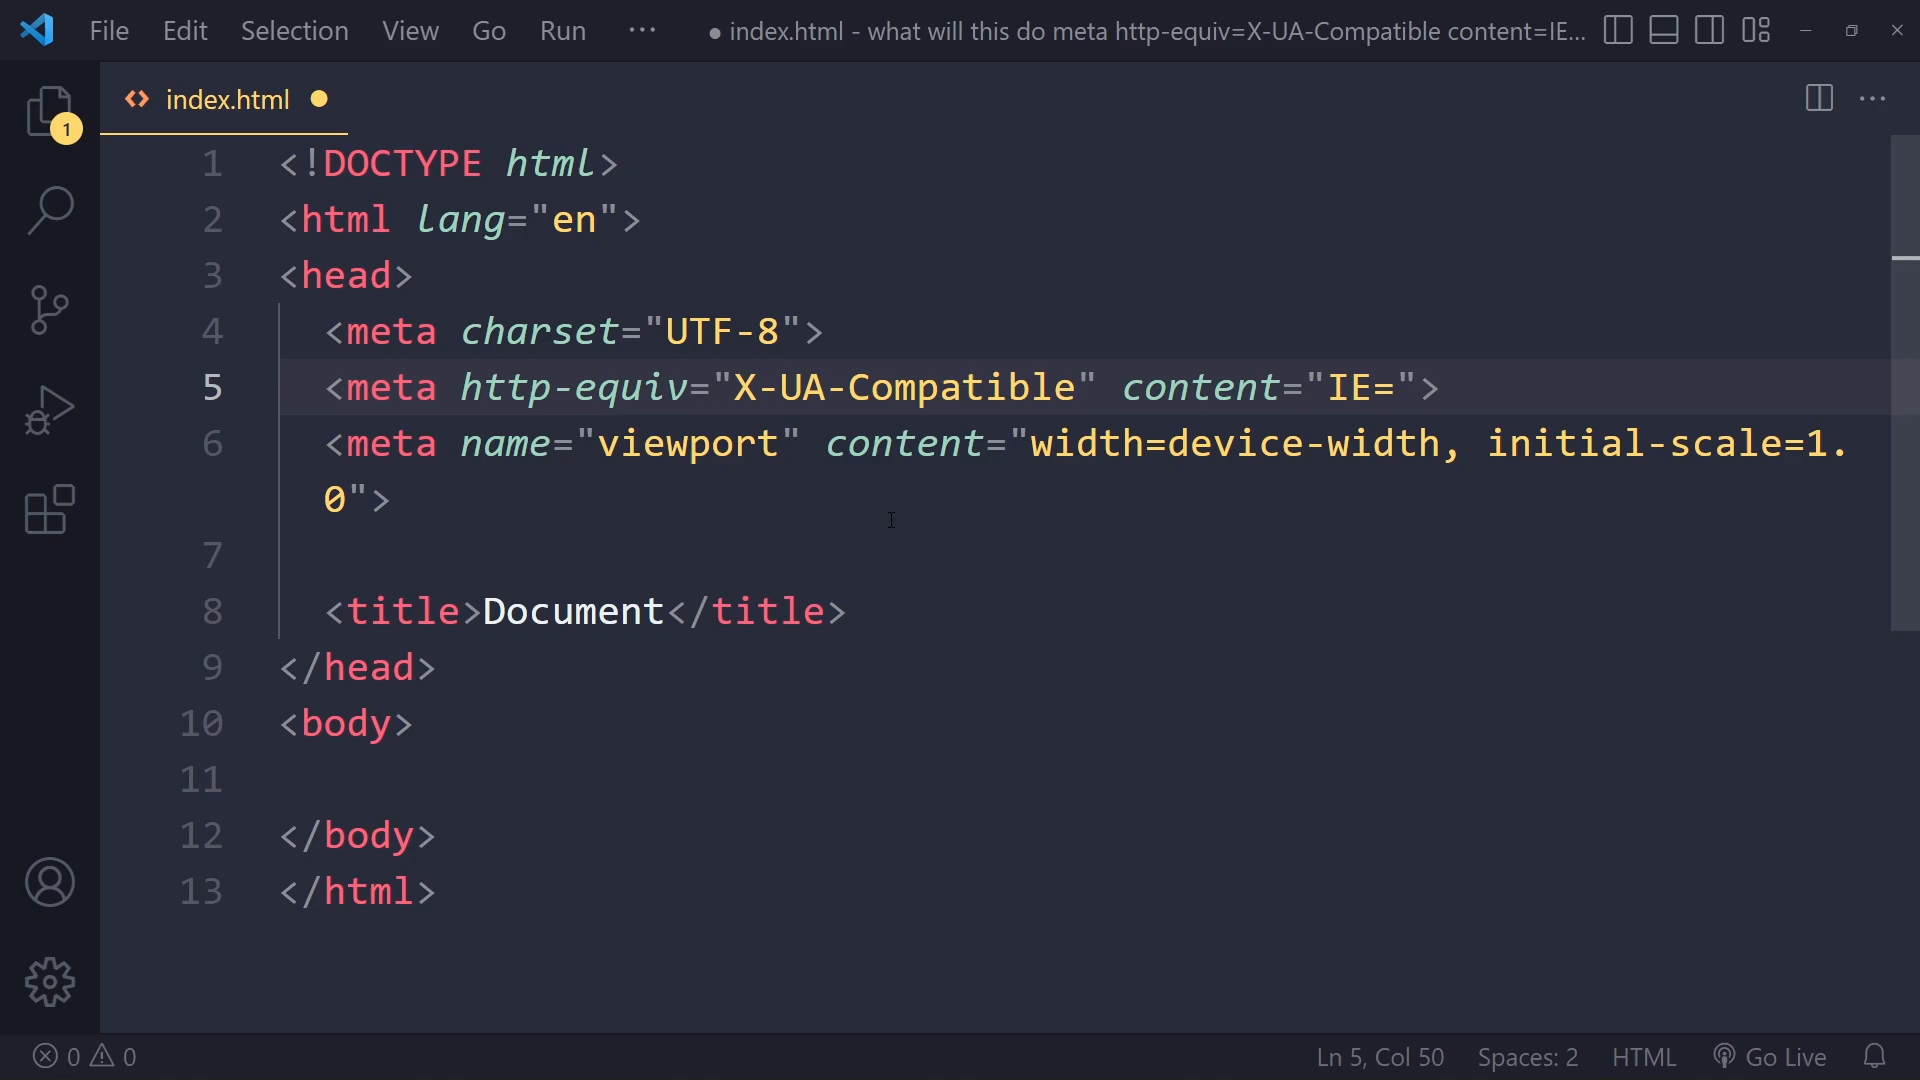 File Edit Selection View Go Run ··· ● index.html - what will this do meta http-equiv=X-UA-Compatible content=IE...
index.html
1
1 <!DOCTYPE html>
2 <html lang="en">
3 <head>
4 <meta charset="UTF-8">
5 <meta http-equiv="X-UA-Compatible" content="IE=">
6 <meta name="viewport" content="width=device-width, initial-scale=1.
0">
7
8 <title>Document</title>
9 </head>
10 <body>
11
12 </body>
13 </html>
0 0 Ln 5, Col 50 Spaces: 2 HTML Go Live